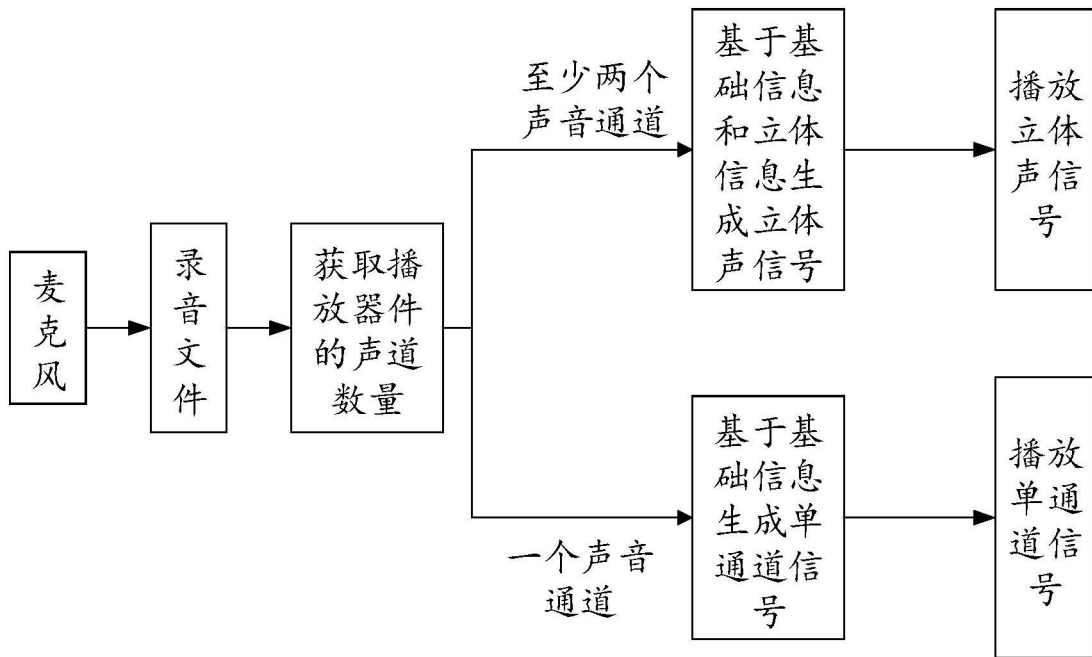 麦
克
风
录
音
文
件
获取播
放器件
的声道
数量
至少两个
声音通道
基于基
础信息
和立体
信息生
成立体
声信号
播放
立体
声信
号
一个声音
通道
基于基
础信息
生成单
通道信
号
播放
单通
道信
号